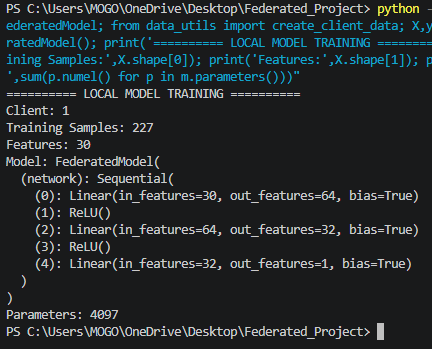 PS C:\Users\MOGO\OneDrive\Desktop\Federated_Project> python -
ederatedModel; from data_utils import create_client_data; X,y
ratedModel(); print('========== LOCAL MODEL TRAINING ========
ining Samples:',X.shape[0]); print('Features:',X.shape[1]); p
',sum(p.numel() for p in m.parameters()))"
========== LOCAL MODEL TRAINING ==========
Client: 1
Training Samples: 227
Features: 30
Model: FederatedModel(
  (network): Sequential(
    (0): Linear(in_features=30, out_features=64, bias=True)
    (1): ReLU()
    (2): Linear(in_features=64, out_features=32, bias=True)
    (3): ReLU()
    (4): Linear(in_features=32, out_features=1, bias=True)
  )
)
Parameters: 4097
PS C:\Users\MOGO\OneDrive\Desktop\Federated_Project>